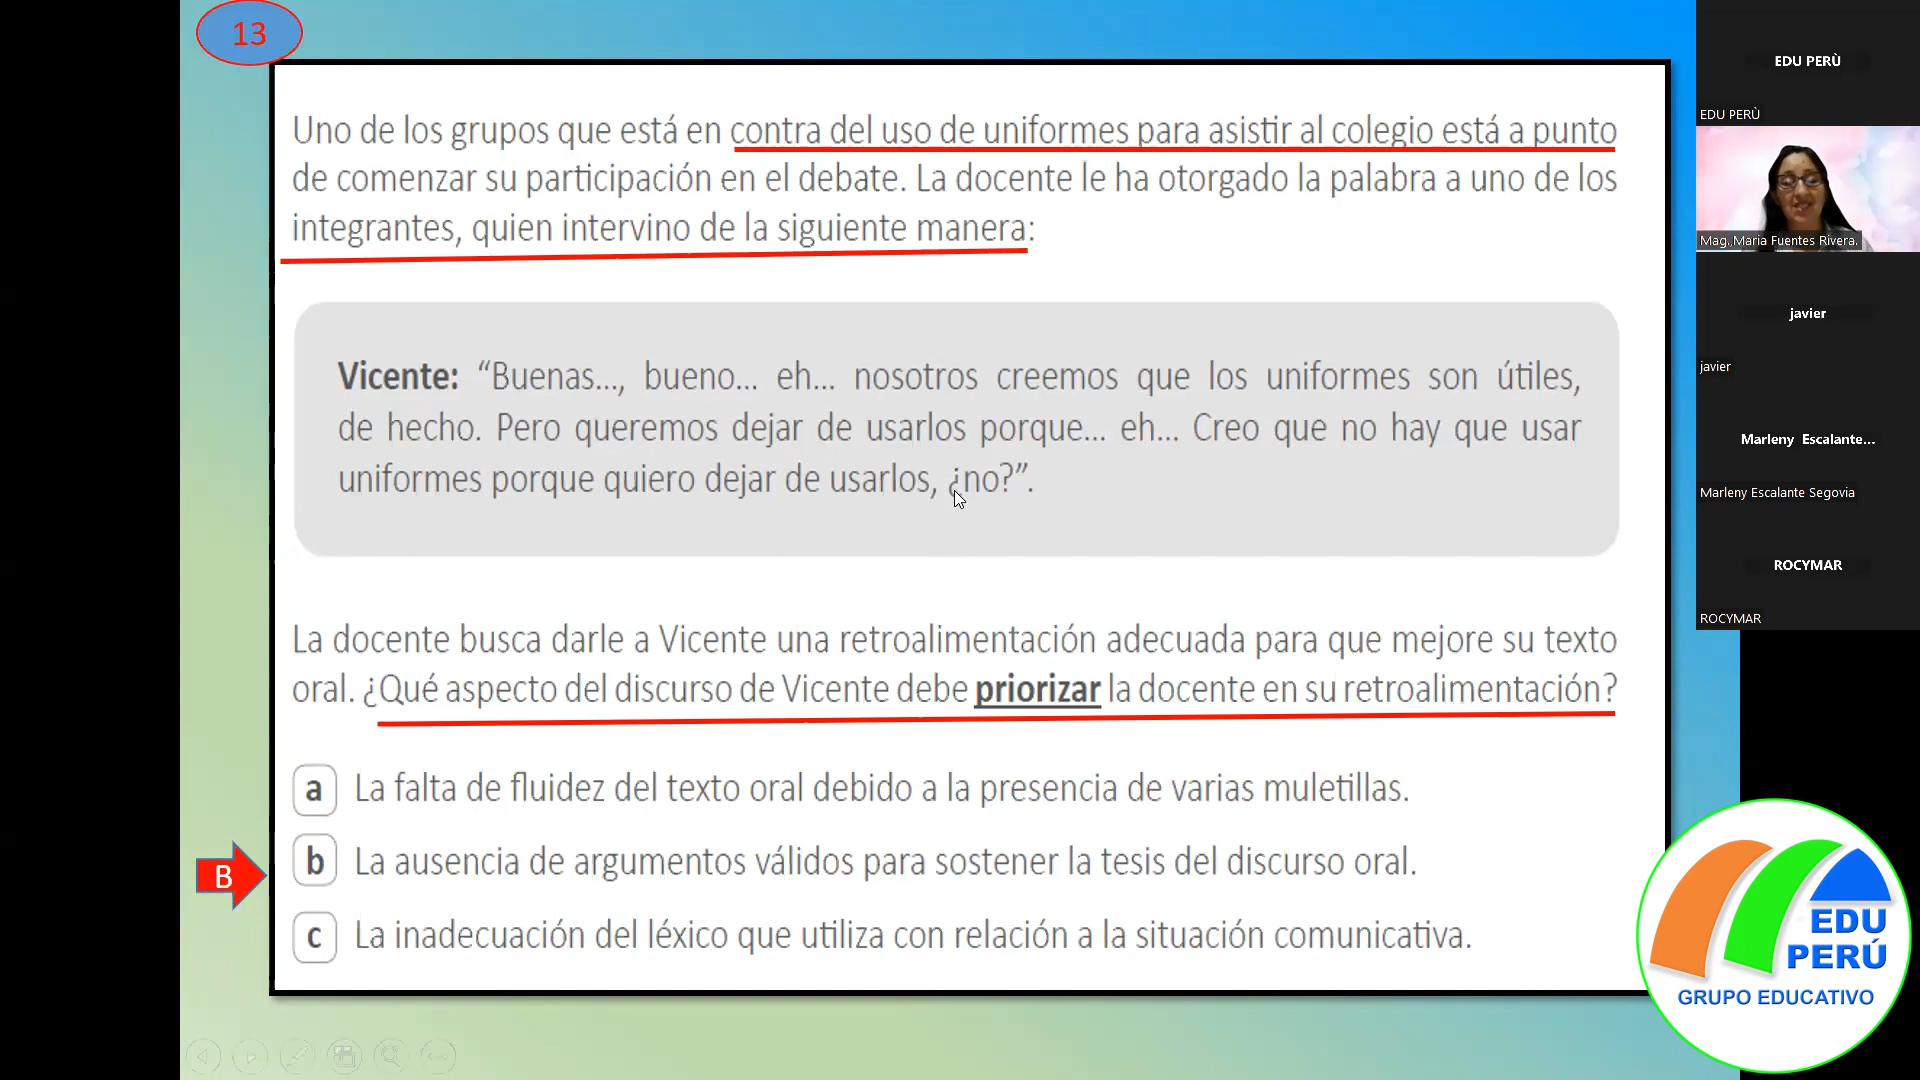 13
Uno de los grupos que está en contra del uso de uniformes para asistir al colegio está a punto
de comenzar su participación en el debate. La docente le ha otorgado la palabra a uno de los
integrantes, quien intervino de la siguiente manera:
Vicente: “Buenas..., bueno... eh... nosotros creemos que los uniformes son útiles,
de hecho. Pero queremos dejar de usarlos porque... eh... Creo que no hay que usar
uniformes porque quiero dejar de usarlos, ¿no?”.
La docente busca darle a Vicente una retroalimentación adecuada para que mejore su texto
oral. ¿Qué aspecto del discurso de Vicente debe priorizar la docente en su retroalimentación?
a La falta de fluidez del texto oral debido a la presencia de varias muletillas.
B
b La ausencia de argumentos válidos para sostener la tesis del discurso oral.
c La inadecuación del léxico que utiliza con relación a la situación comunicativa.
EDU PERÙ
EDU PERÙ
Mag. Maria Fuentes Rivera.
javier
javier
Marleny Escalante...
Marleny Escalante Segovia
ROCYMAR
ROCYMAR
EDU
PERÚ
GRUPO EDUCATIVO